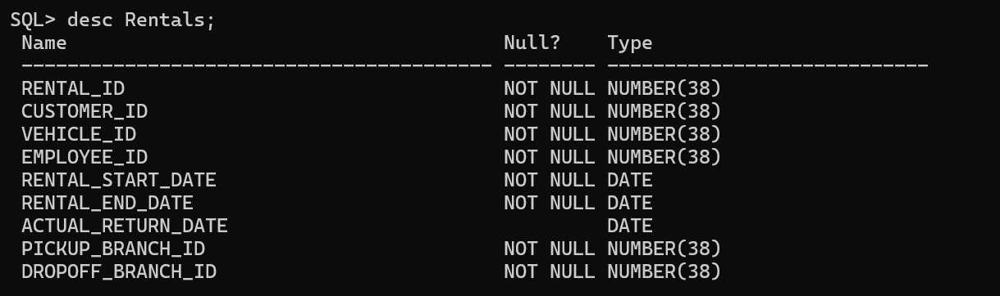 SQL> desc Rentals;
 Name                                      Null?    Type
 ----------------------------------------- -------- ----------------------------
 RENTAL_ID                                 NOT NULL NUMBER(38)
 CUSTOMER_ID                               NOT NULL NUMBER(38)
 VEHICLE_ID                                NOT NULL NUMBER(38)
 EMPLOYEE_ID                               NOT NULL NUMBER(38)
 RENTAL_START_DATE                         NOT NULL DATE
 RENTAL_END_DATE                           NOT NULL DATE
 ACTUAL_RETURN_DATE                                 DATE
 PICKUP_BRANCH_ID                          NOT NULL NUMBER(38)
 DROPOFF_BRANCH_ID                         NOT NULL NUMBER(38)